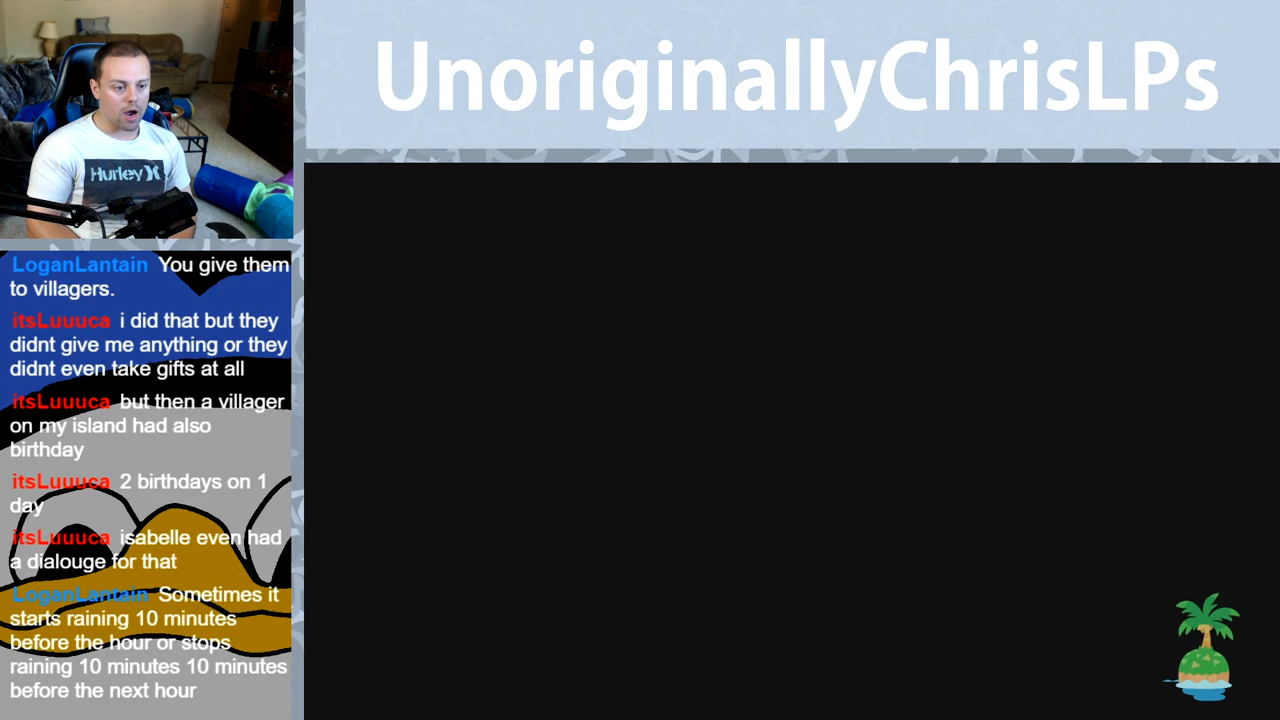 UnoriginallyChrisLPs
Hurley
LoganLantain You give them
to villagers.
itsLuuuca i did that but they
didnt give me anything or they
didnt even take gifts at all
itsLuuuca but then a villager
on my island had also
birthday
itsLuuuca 2 birthdays on 1
day
itsLuuuca isabelle even had
a dialouge for that
LoganLantain Sometimes it
starts raining 10 minutes
before the hour or stops
raining 10 minutes 10 minutes
before the next hour